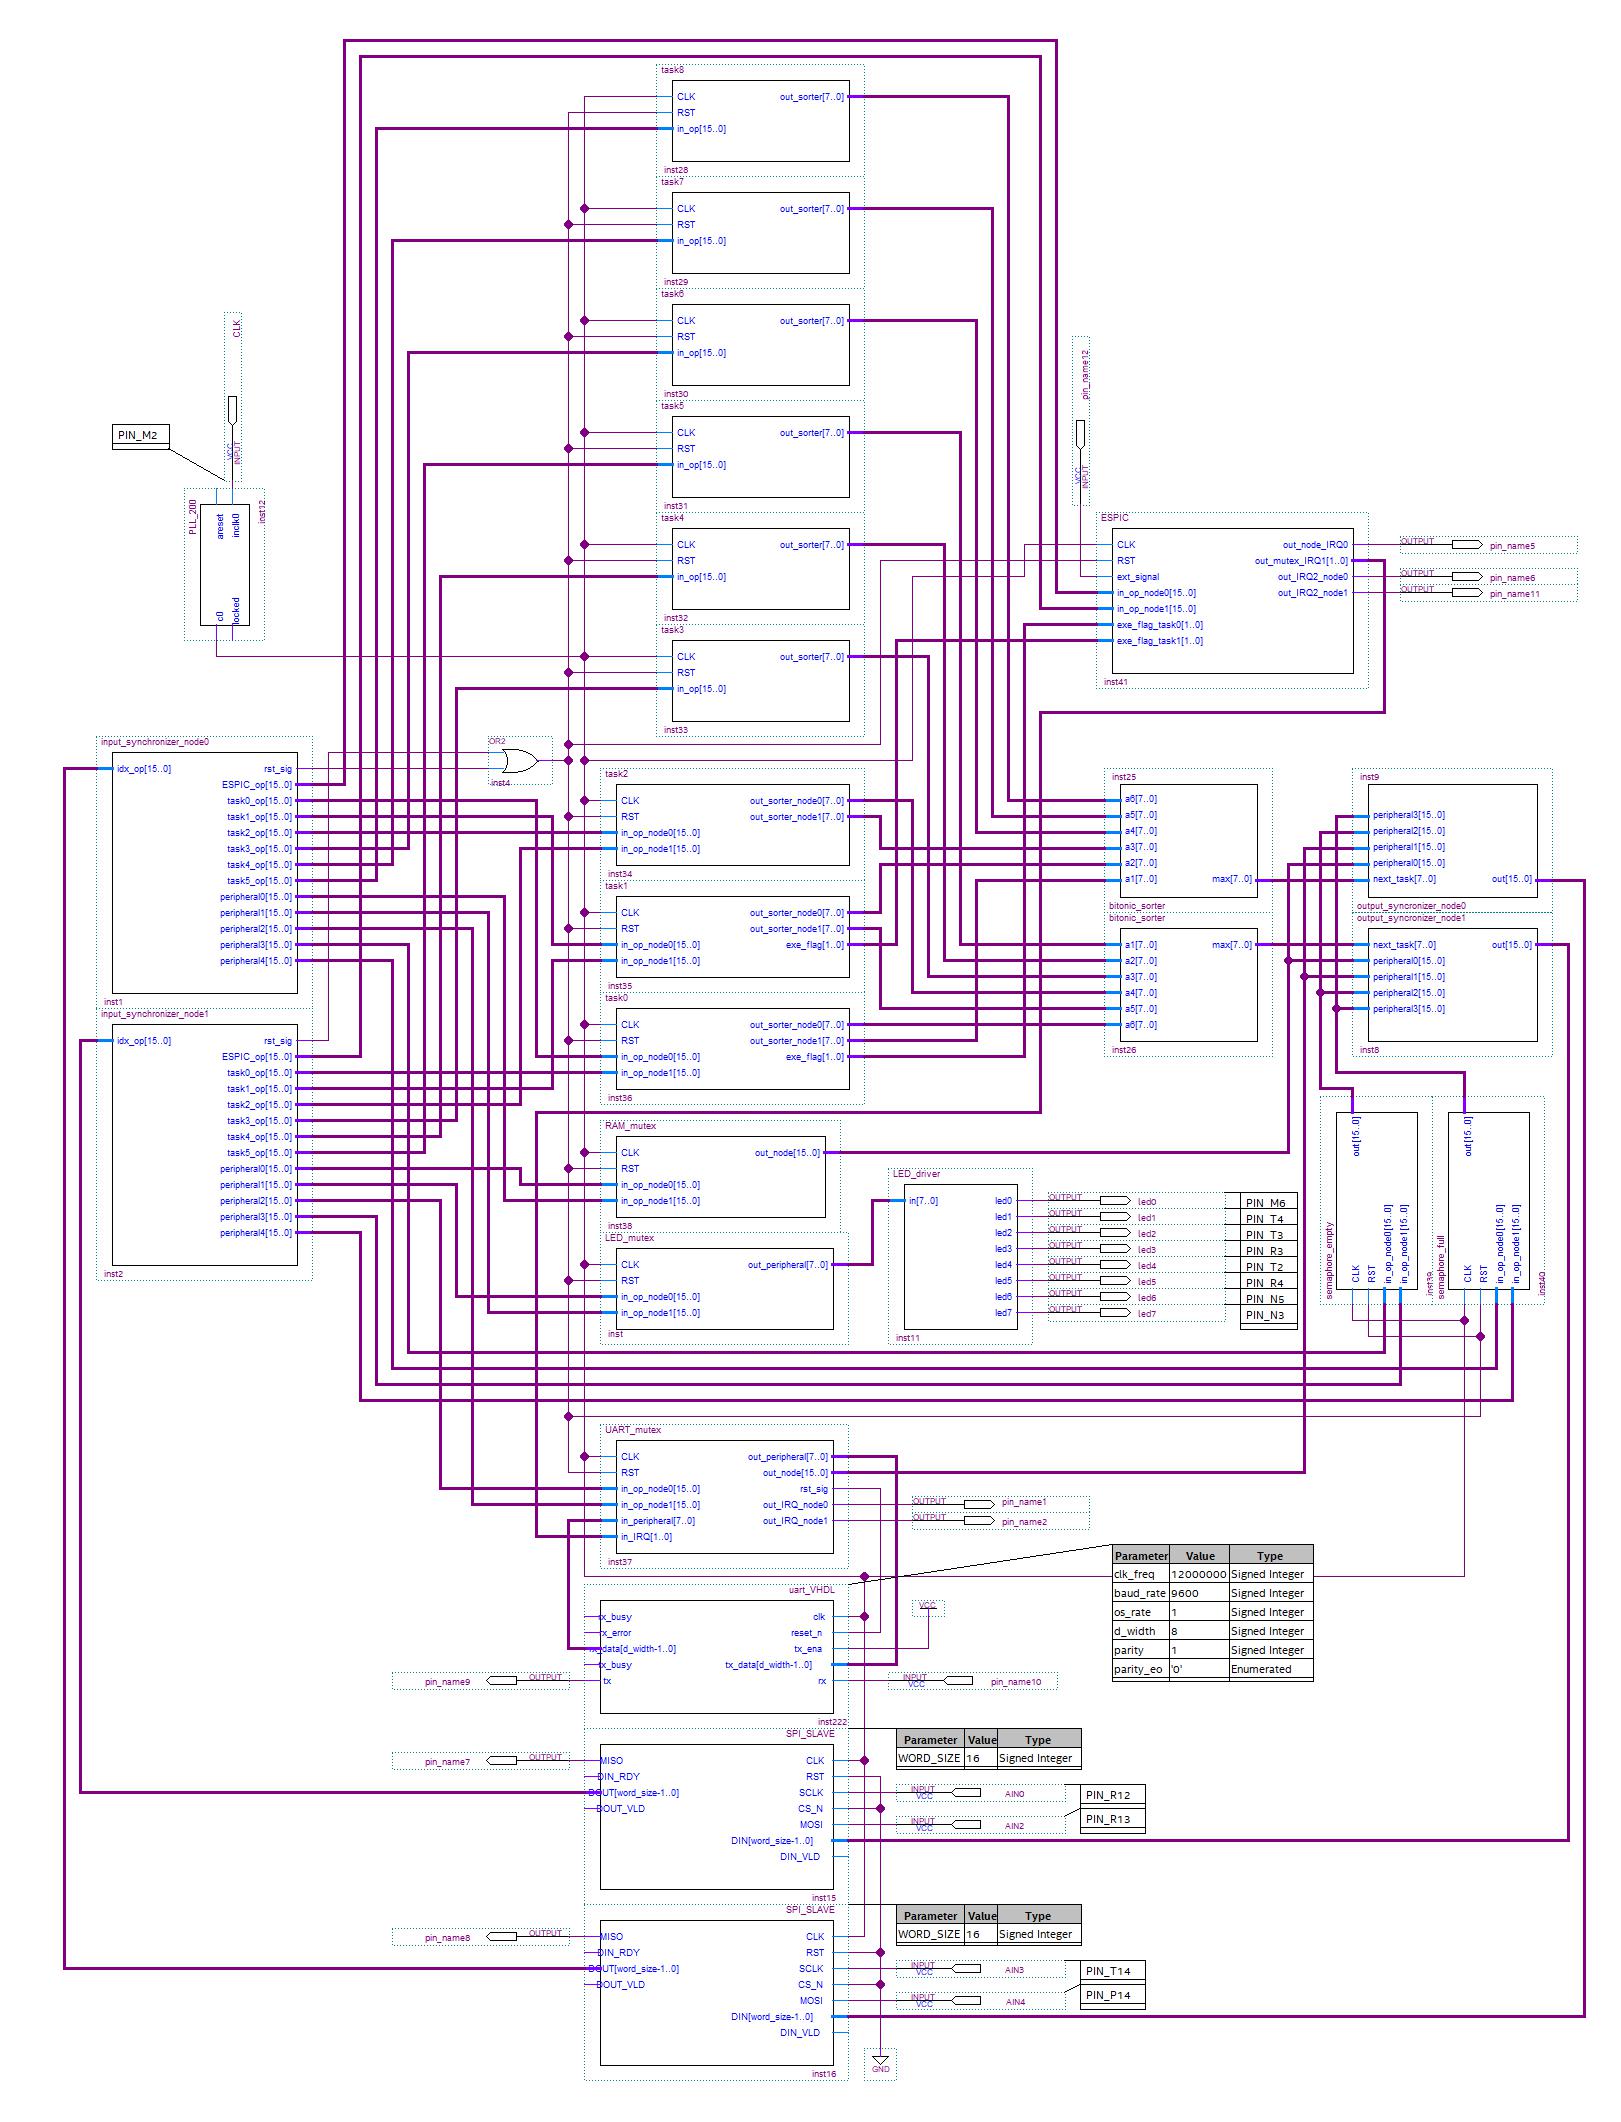 task8
CLK
out_sorter[7..0]
RST
in_op[15..0]
inst28
task7
CLK
out_sorter[7..0]
RST
in_op[15..0]
inst29
task6
CLK
out_sorter[7..0]
RST
in_op[15..0]
inst30
task5
CLK
out_sorter[7..0]
RST
in_op[15..0]
inst31
task4
CLK
out_sorter[7..0]
RST
in_op[15..0]
inst32
task3
CLK
out_sorter[7..0]
RST
in_op[15..0]
inst33
CLK
VCC
INPUT
PIN_M2
PLL_200
inst12
areset
inclk0
c0
locked
pin_name12
VCC
INPUT
ESPIC
CLK
RST
ext_signal
in_op_node0[15..0]
in_op_node1[15..0]
exe_flag_task0[1..0]
exe_flag_task1[1..0]
out_node_IRQ0
out_mutex_IRQ1[1..0]
out_IRQ2_node0
out_IRQ2_node1
inst41
OUTPUT
pin_name5
OUTPUT
pin_name6
OUTPUT
pin_name11
input_synchronizer_node0
idx_op[15..0]
rst_sig
ESPIC_op[15..0]
task0_op[15..0]
task1_op[15..0]
task2_op[15..0]
task3_op[15..0]
task4_op[15..0]
task5_op[15..0]
peripheral0[15..0]
peripheral1[15..0]
peripheral2[15..0]
peripheral3[15..0]
peripheral4[15..0]
inst1
input_synchronizer_node1
idx_op[15..0]
rst_sig
ESPIC_op[15..0]
task0_op[15..0]
task1_op[15..0]
task2_op[15..0]
task3_op[15..0]
task4_op[15..0]
task5_op[15..0]
peripheral0[15..0]
peripheral1[15..0]
peripheral2[15..0]
peripheral3[15..0]
peripheral4[15..0]
inst2
OR2
inst4
task2
CLK
RST
in_op_node0[15..0]
in_op_node1[15..0]
out_sorter_node0[7..0]
out_sorter_node1[7..0]
inst34
task1
CLK
RST
in_op_node0[15..0]
in_op_node1[15..0]
out_sorter_node0[7..0]
out_sorter_node1[7..0]
exe_flag[1..0]
inst35
task0
CLK
RST
in_op_node0[15..0]
in_op_node1[15..0]
out_sorter_node0[7..0]
out_sorter_node1[7..0]
exe_flag[1..0]
inst36
inst25
a6[7..0]
a5[7..0]
a4[7..0]
a3[7..0]
a2[7..0]
a1[7..0]
max[7..0]
bitonic_sorter
bitonic_sorter
a1[7..0]
a2[7..0]
a3[7..0]
a4[7..0]
a5[7..0]
a6[7..0]
max[7..0]
inst26
inst9
peripheral3[15..0]
peripheral2[15..0]
peripheral1[15..0]
peripheral0[15..0]
next_task[7..0]
out[15..0]
output_syncronizer_node0
output_syncronizer_node1
next_task[7..0]
out[15..0]
peripheral0[15..0]
peripheral1[15..0]
peripheral2[15..0]
peripheral3[15..0]
inst8
RAM_mutex
CLK
RST
in_op_node0[15..0]
in_op_node1[15..0]
out_node[15..0]
inst38
LED_mutex
CLK
RST
in_op_node0[15..0]
in_op_node1[15..0]
out_peripheral[7..0]
inst
LED_driver
in[7..0]
led0
led1
led2
led3
led4
led5
led6
led7
inst11
OUTPUT
led0
PIN_M6
OUTPUT
led1
PIN_T4
OUTPUT
led2
PIN_T3
OUTPUT
led3
PIN_R3
OUTPUT
led4
PIN_T2
OUTPUT
led5
PIN_R4
OUTPUT
led6
PIN_N5
OUTPUT
led7
PIN_N3
semaphore_empty
out[15..0]
CLK
RST
in_op_node0[15..0]
in_op_node1[15..0]
inst39
semaphore_full
out[15..0]
CLK
RST
in_op_node0[15..0]
in_op_node1[15..0]
inst40
UART_mutex
CLK
RST
in_op_node0[15..0]
in_op_node1[15..0]
in_peripheral[7..0]
in_IRQ[1..0]
out_peripheral[7..0]
out_node[15..0]
rst_sig
out_IRQ_node0
out_IRQ_node1
inst37
OUTPUT
pin_name1
OUTPUT
pin_name2
uart_VHDL
rx_busy
rx_error
rx_data[d_width-1..0]
tx_busy
tx
clk
reset_n
tx_ena
tx_data[d_width-1..0]
rx
inst222
VCC
pin_name9
OUTPUT
INPUT
VCC
pin_name10
Parameter Value Type
clk_freq 12000000 Signed Integer
baud_rate 9600 Signed Integer
os_rate 1 Signed Integer
d_width 8 Signed Integer
parity 1 Signed Integer
parity_eo '0' Enumerated
SPI_SLAVE
MISO
DIN_RDY
DOUT[word_size-1..0]
DOUT_VLD
CLK
RST
SCLK
CS_N
MOSI
DIN[word_size-1..0]
DIN_VLD
inst15
pin_name7
OUTPUT
Parameter Value Type
WORD_SIZE 16 Signed Integer
INPUT
VCC
AIN0
PIN_R12
INPUT
VCC
AIN2
PIN_R13
SPI_SLAVE
MISO
DIN_RDY
DOUT[word_size-1..0]
DOUT_VLD
CLK
RST
SCLK
CS_N
MOSI
DIN[word_size-1..0]
DIN_VLD
inst16
pin_name8
OUTPUT
Parameter Value Type
WORD_SIZE 16 Signed Integer
INPUT
VCC
AIN3
PIN_T14
INPUT
VCC
AIN4
PIN_P14
GND